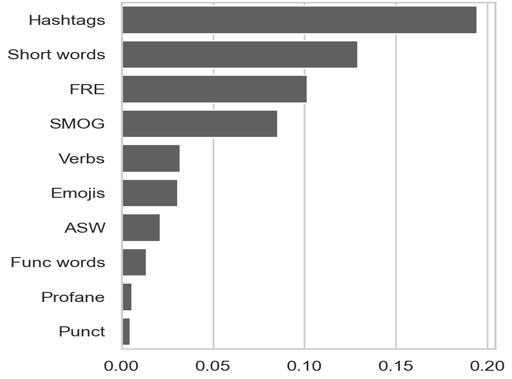 Hashtags
Short words
FRE
SMOG
Verbs
Emojis
ASW
Func words
Profane
Punct
0.00 0.05 0.10 0.15 0.20